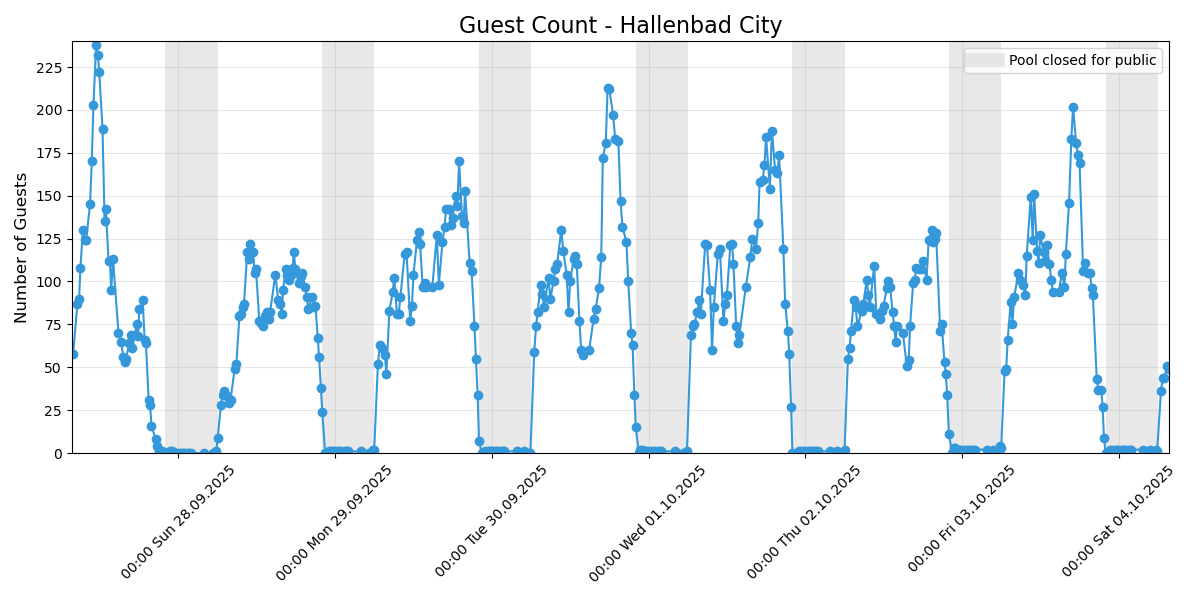 Guest Count - Hallenbad City
Pool closed for public
Number of Guests
225
200
175
150
125
100
75
50
25
0
00:00 Sun 28.09.2025
00:00 Mon 29.09.2025
00:00 Tue 30.09.2025
00:00 Wed 01.10.2025
00:00 Thu 02.10.2025
00:00 Fri 03.10.2025
00:00 Sat 04.10.2025